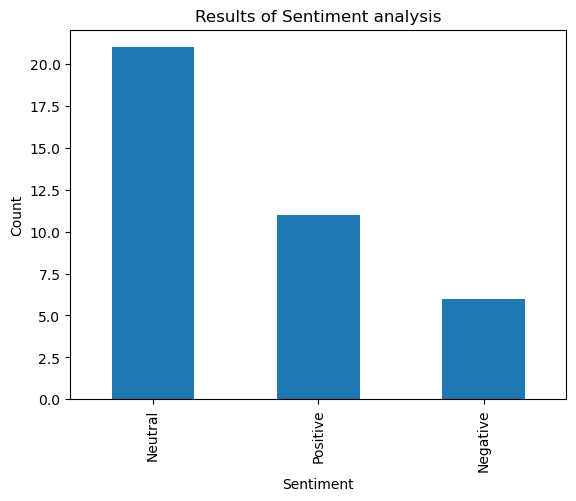 Results of Sentiment analysis
20.0
17.5
15.0
12.5
10.0
7.5
5.0
2.5
0.0
Count
Neutral
Positive
Negative
Sentiment